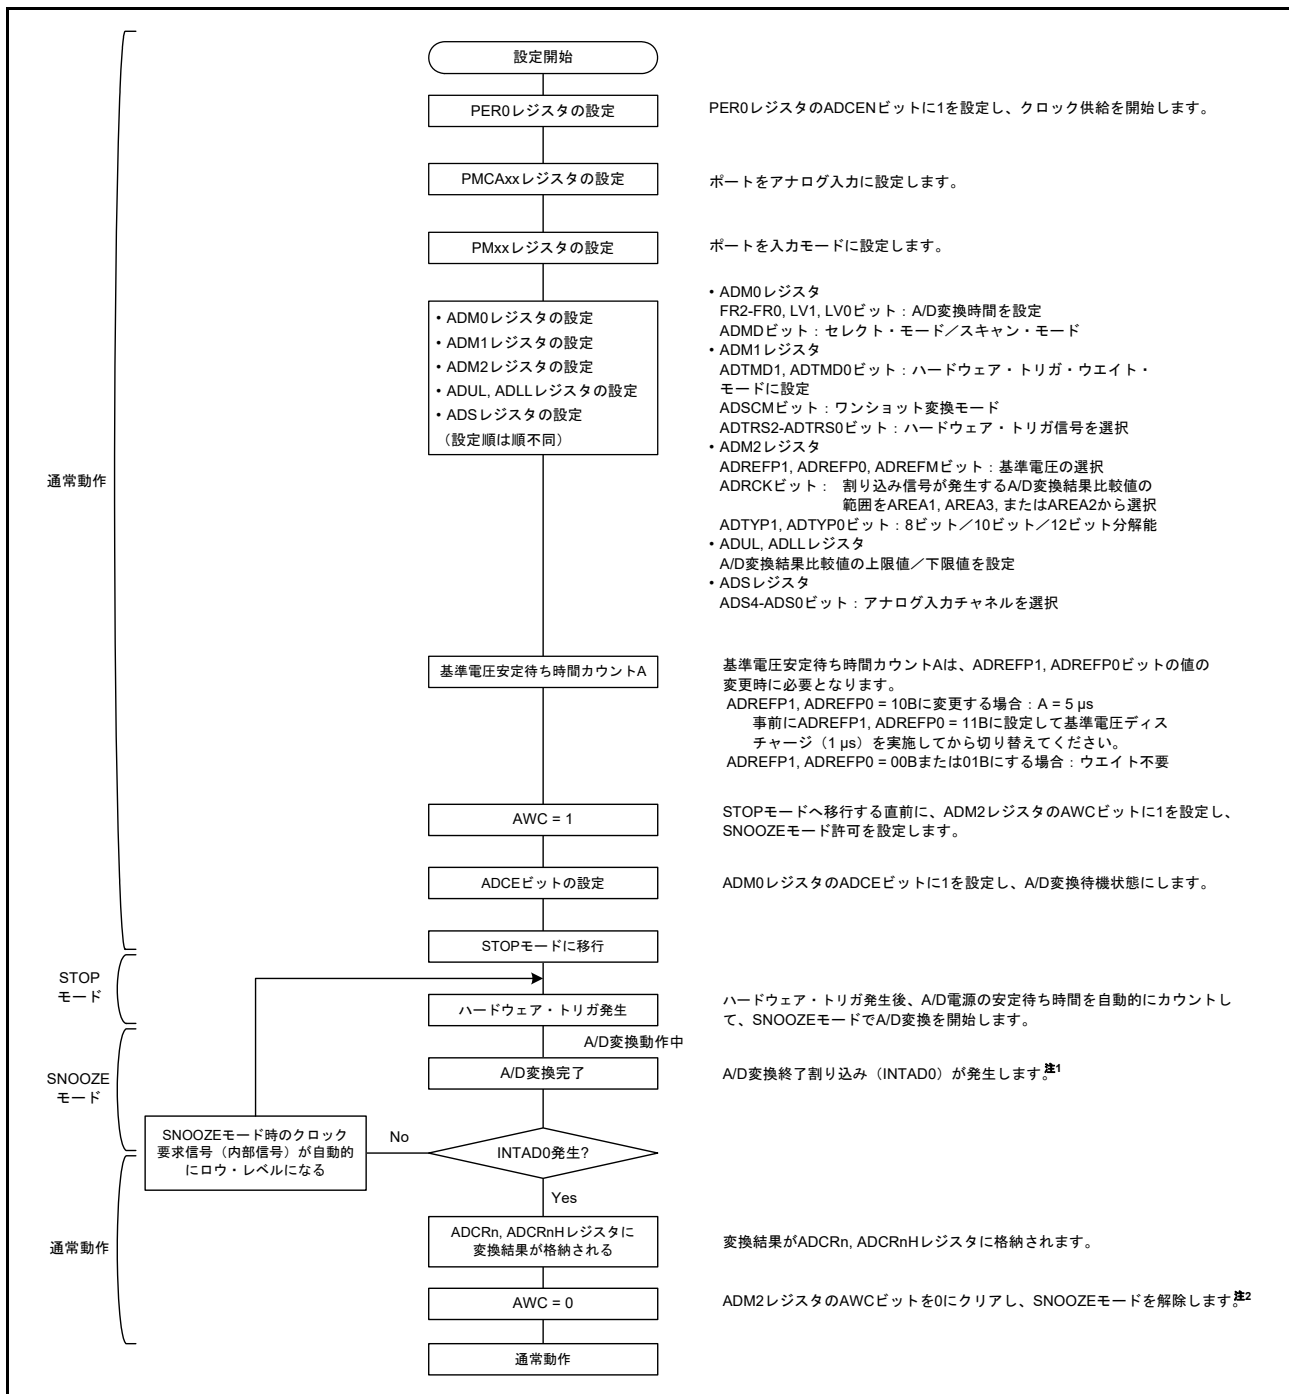 設定開始
PER0レジスタの設定
PER0レジスタのADCENビットに1を設定し、クロック供給を開始します。
PMCAxxレジスタの設定
ポートをアナログ入力に設定します。
PMxxレジスタの設定
ポートを入力モードに設定します。
• ADM0レジスタの設定
• ADM1レジスタの設定
• ADM2レジスタの設定
• ADUL, ADLLレジスタの設定
• ADSレジスタの設定
（設定順は順不同）
• ADM0レジスタ
FR2-FR0, LV1, LV0ビット：A/D変換時間を設定
ADMDビット：セレクト・モード／スキャン・モード
• ADM1レジスタ
ADTMD1, ADTMD0ビット：ハードウェア・トリガ・ウエイト・
モードに設定
ADSCMビット：ワンショット変換モード
ADTRS2-ADTRS0ビット：ハードウェア・トリガ信号を選択
• ADM2レジスタ
ADREFP1, ADREFP0, ADREFMビット：基準電圧の選択
ADRCKビット： 割り込み信号が発生するA/D変換結果比較値の
範囲をAREA1, AREA3, またはAREA2から選択
ADTYP1, ADTYP0ビット：8ビット／10ビット／12ビット分解能
• ADUL, ADLLレジスタ
A/D変換結果比較値の上限値／下限値を設定
• ADSレジスタ
ADS4-ADS0ビット：アナログ入力チャネルを選択
通常動作
基準電圧安定待ち時間カウントA
基準電圧安定待ち時間カウントAは、ADREFP1, ADREFP0ビットの値の
変更時に必要となります。
ADREFP1, ADREFP0 = 10Bに変更する場合：A = 5 µs
事前にADREFP1, ADREFP0 = 11Bに設定して基準電圧ディス
チャージ（1 µs）を実施してから切り替えてください。
ADREFP1, ADREFP0 = 00Bまたは01Bにする場合：ウエイト不要
AWC = 1
STOPモードへ移行する直前に、ADM2レジスタのAWCビットに1を設定し、
SNOOZEモード許可を設定します。
ADCEビットの設定
ADM0レジスタのADCEビットに1を設定し、A/D変換待機状態にします。
STOPモードに移行
STOP
モード
ハードウェア・トリガ発生
ハードウェア・トリガ発生後、A/D電源の安定待ち時間を自動的にカウントし
て、SNOOZEモードでA/D変換を開始します。
A/D変換動作中
SNOOZE
モード
A/D変換完了
A/D変換終了割り込み（INTAD0）が発生します。注1
SNOOZEモード時のクロック
要求信号（内部信号）が自動的
にロウ・レベルになる
No
INTAD0発生?
Yes
通常動作
ADCRn, ADCRnHレジスタに
変換結果が格納される
変換結果がADCRn, ADCRnHレジスタに格納されます。
AWC = 0
ADM2レジスタのAWCビットを0にクリアし、SNOOZEモードを解除します。注2
通常動作